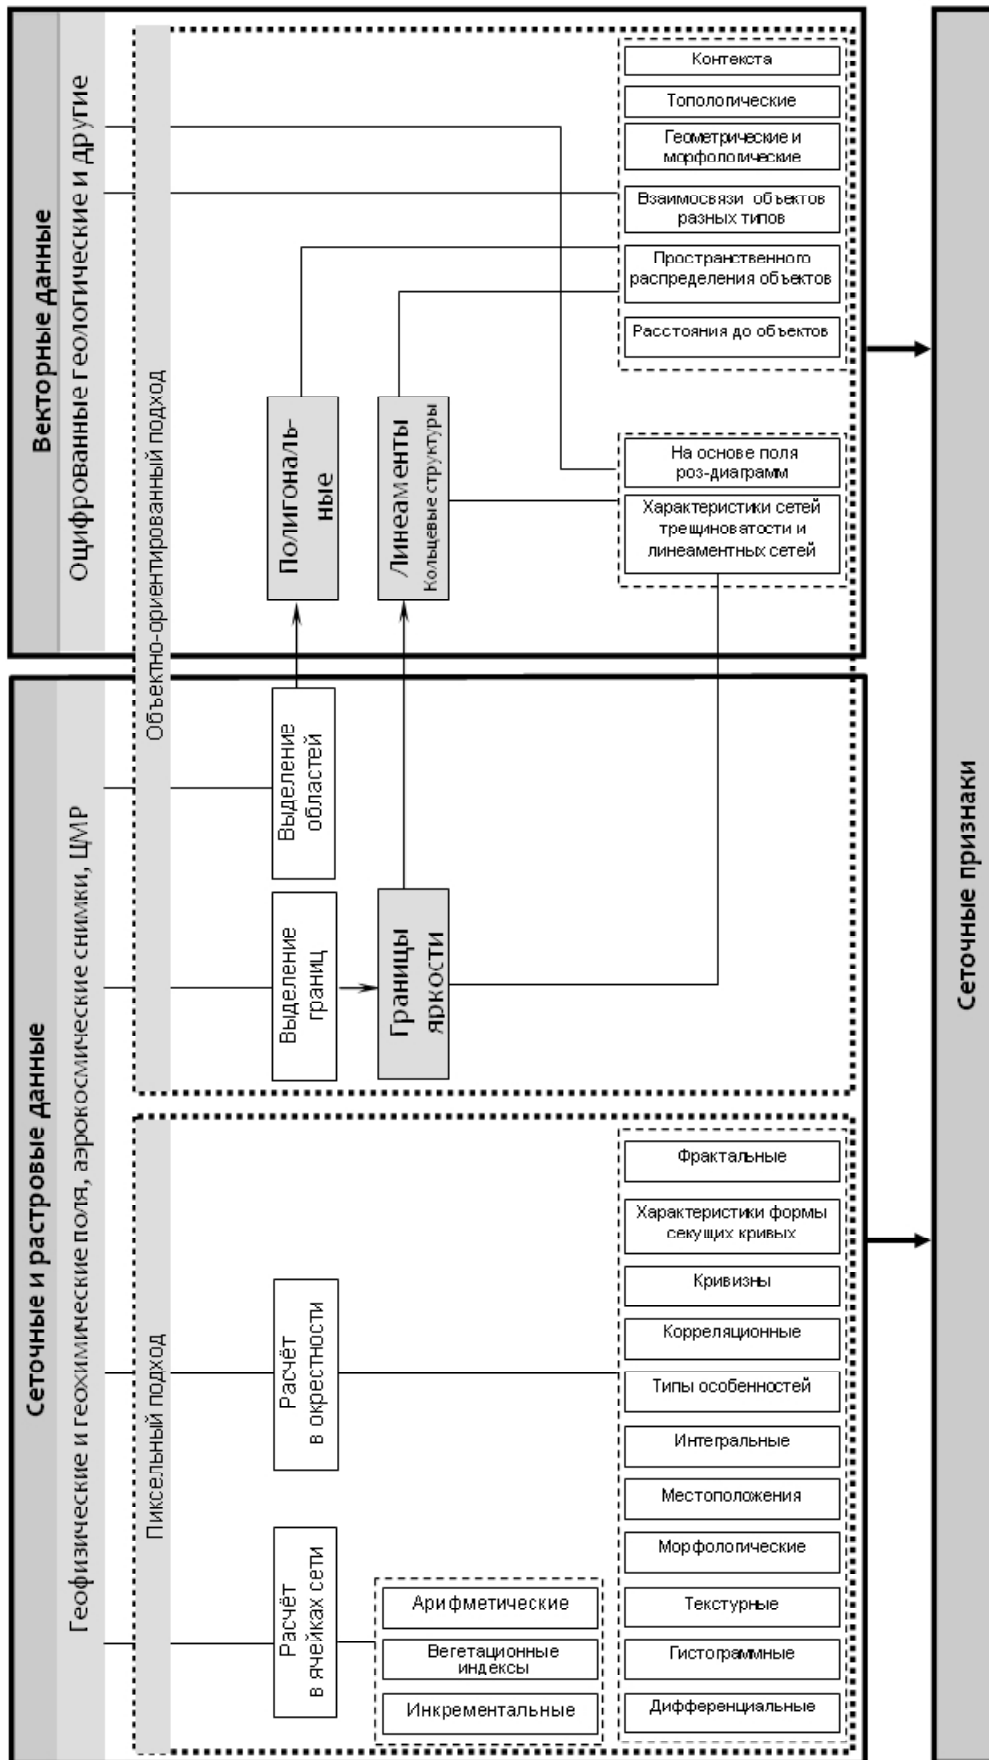 Векторные данные
Оцифрованные геологические и другие
Объектно-ориентированный подход
Полигональ-
ные
Линеаменты
Кольцевые структуры
Контекста
Топологические
Геометрические и
морфологические
Взаимосвязи объектов
разных типов
Пространственного
распределения объектов
Расстояния до объектов
На основе поля
роз-диаграмм
Характеристики сетей
трещиноватости и
линеаментных сетей
Сеточные и растровые данные
Геофизические и геохимические поля, аэрокосмические снимки, ЦМР
Выделение
областей
Выделение
границ
Границы
яркости
Пиксельный подход
Расчёт
в окрестности
Расчёт
в ячейках сети
Арифметические
Вегетационные
индексы
Инкрементальные
Фрактальные
Характеристики формы
секущих кривых
Кривизны
Корреляционные
Типы особенностей
Интегральные
Местоположения
Морфологические
Текстурные
Гистограммные
Дифференциальные
Сеточные признаки